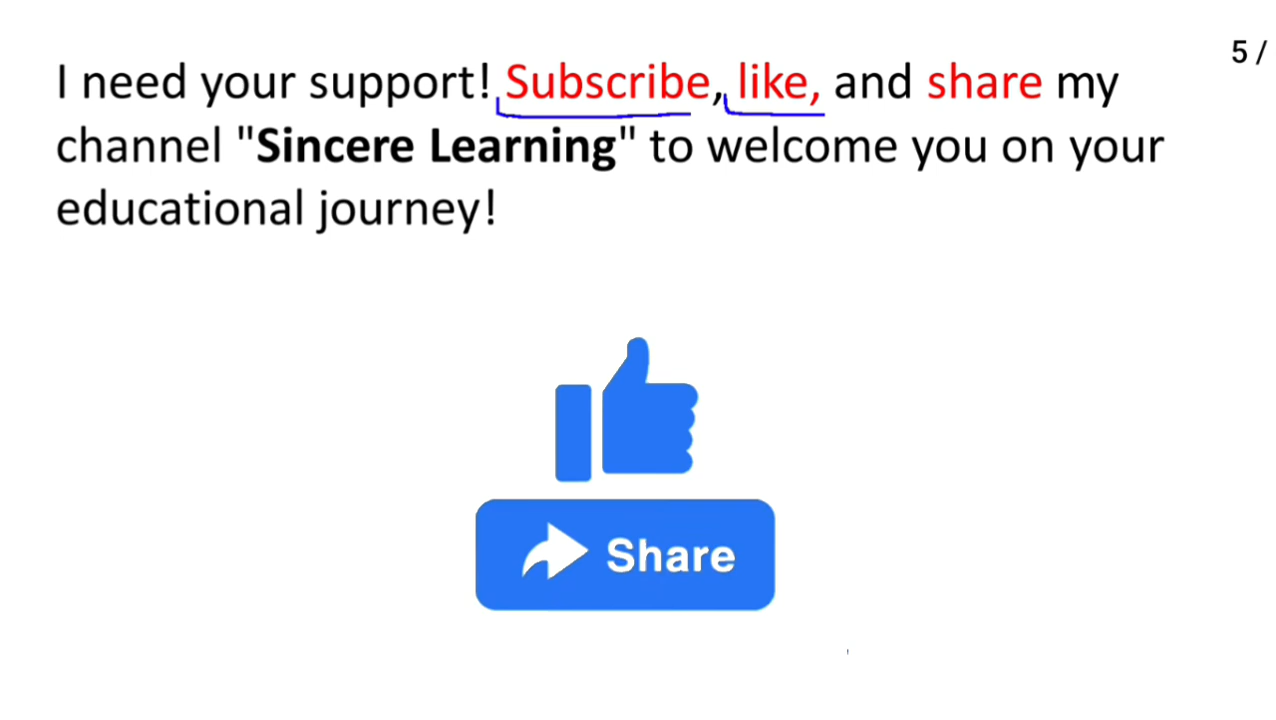 5 /
I need your support! Subscribe, like, and share my
channel "Sincere Learning" to welcome you on your
educational journey!
Share